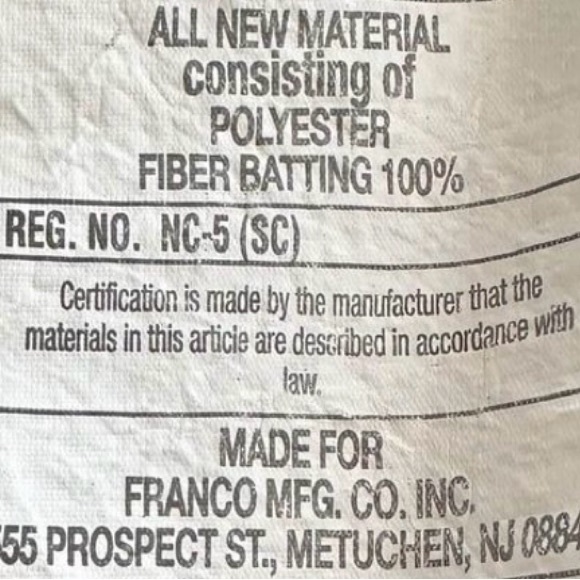 ALL NEW MATERIAL
consisting of
POLYESTER
FIBER BATTING 100%
REG. NO. NC-5 (SC)
Certification is made by the manufacturer that the
materials in this article are described in accordance with
law.
MADE FOR
FRANCO MFG. CO. INC.
55 PROSPECT ST., METUCHEN, NJ 0884